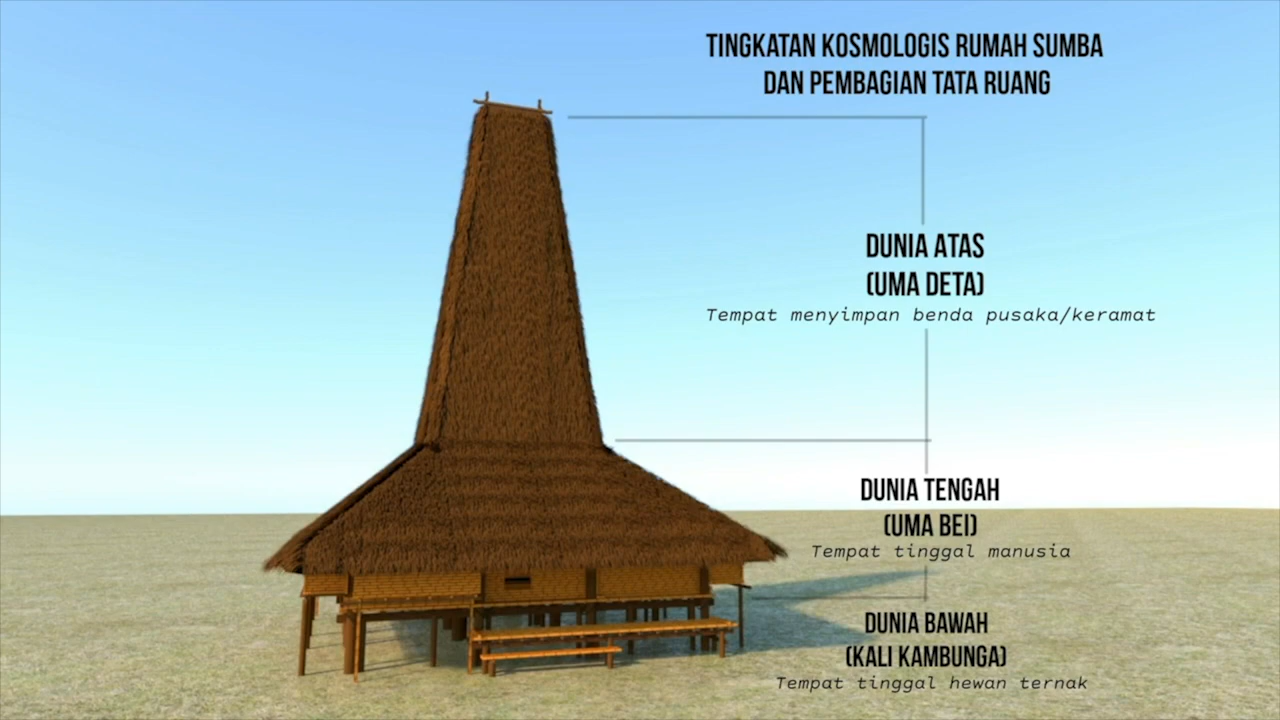 TINGKATAN KOSMOLOGIS RUMAH SUMBA
DAN PEMBAGIAN TATA RUANG
DUNIA ATAS
(UMA DETA)
Tempat menyimpan benda pusaka/keramat
DUNIA TENGAH
(UMA BEI)
Tempat tinggal manusia
DUNIA BAWAH
(KALI KAMBUNGA)
Tempat tinggal hewan ternak